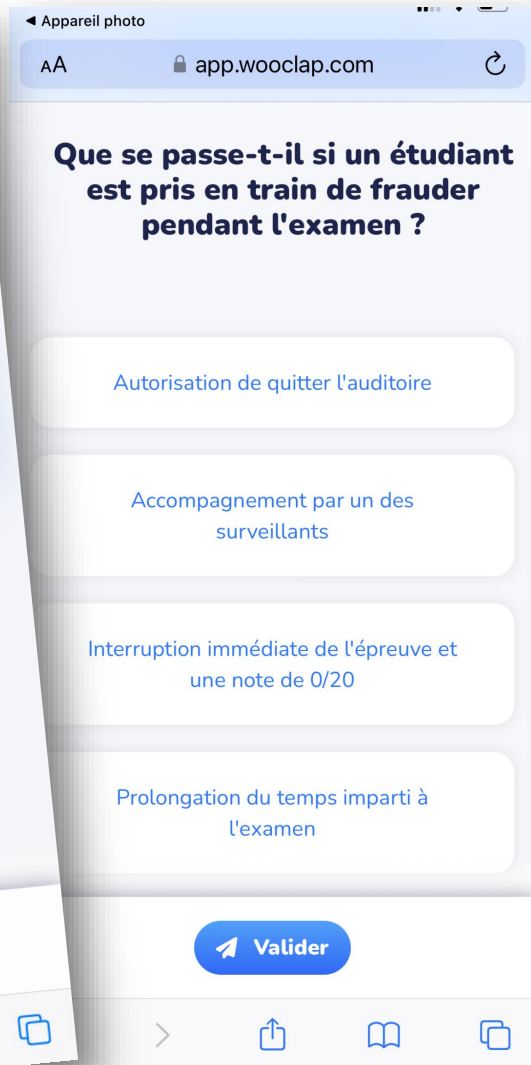 ◀ Appareil photo
AA app.wooclap.com
Que se passe-t-il si un étudiant
est pris en train de frauder
pendant l'examen ?
Autorisation de quitter l'auditoire
Accompagnement par un des
surveillants
Interruption immédiate de l'épreuve et
une note de 0/20
Prolongation du temps imparti à
l'examen
Valider